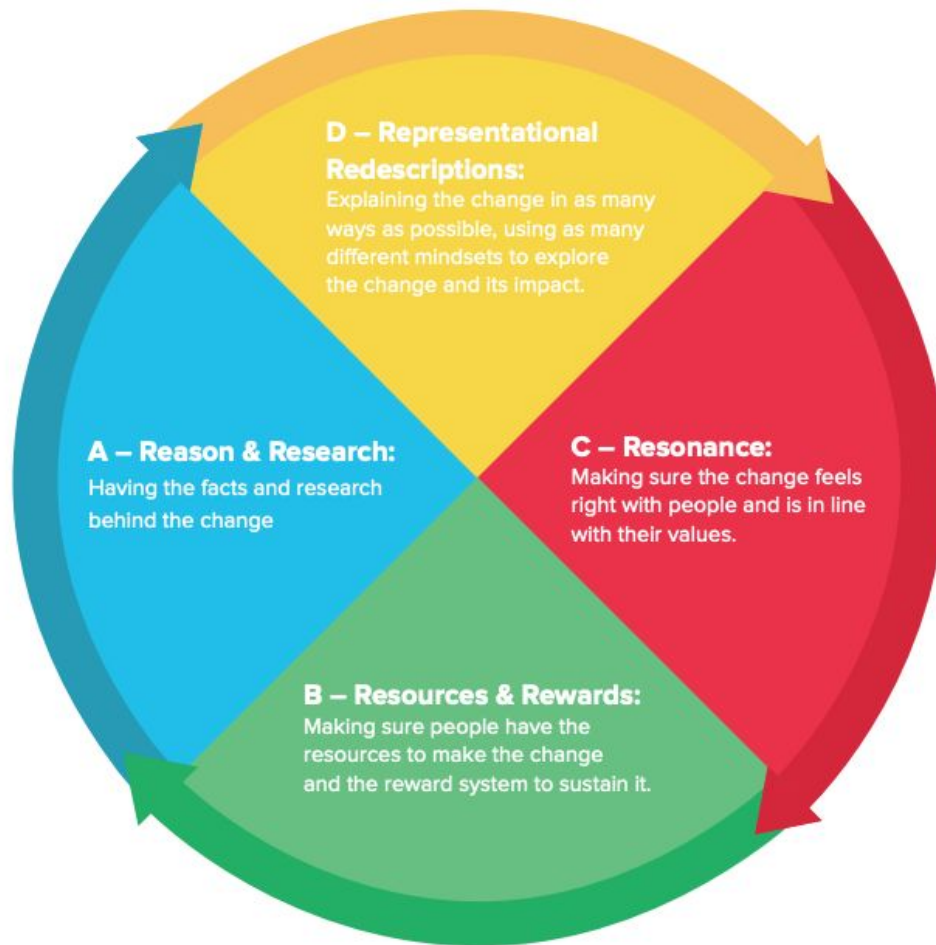 D – Representational
Redescriptions:
Explaining the change in as many
ways as possible, using as many
different mindsets to explore
the change and its impact.
A – Reason & Research:
Having the facts and research
behind the change
C – Resonance:
Making sure the change feels
right with people and is in line
with their values.
B – Resources & Rewards:
Making sure people have the
resources to make the change
and the reward system to sustain it.